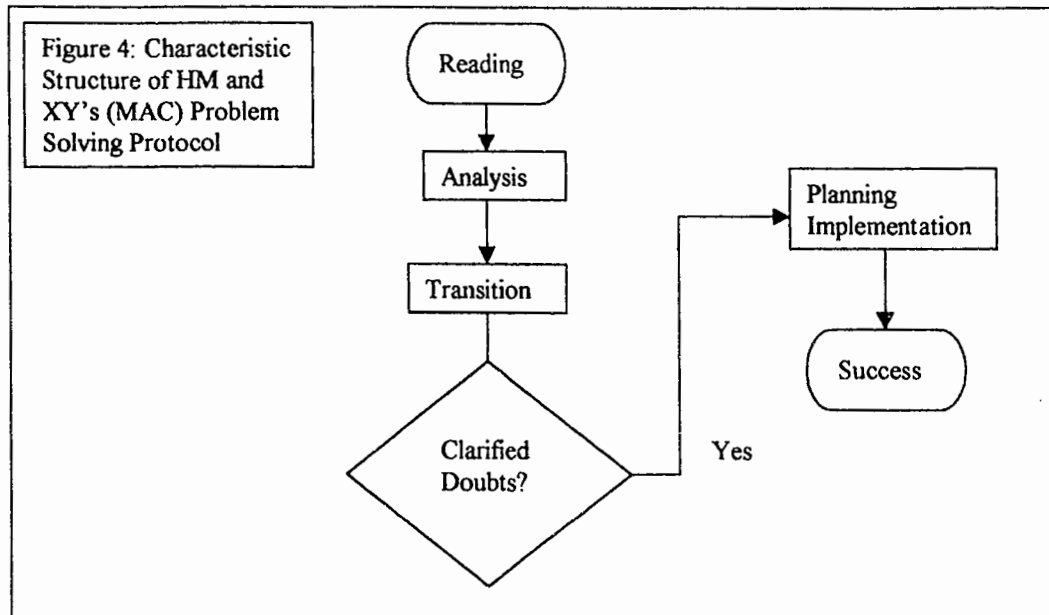 Figure 4: Characteristic
Structure of HM and
XY's (MAC) Problem
Solving Protocol
Reading
Analysis
Transition
Clarified
Doubts?
Yes
Planning
Implementation
Success